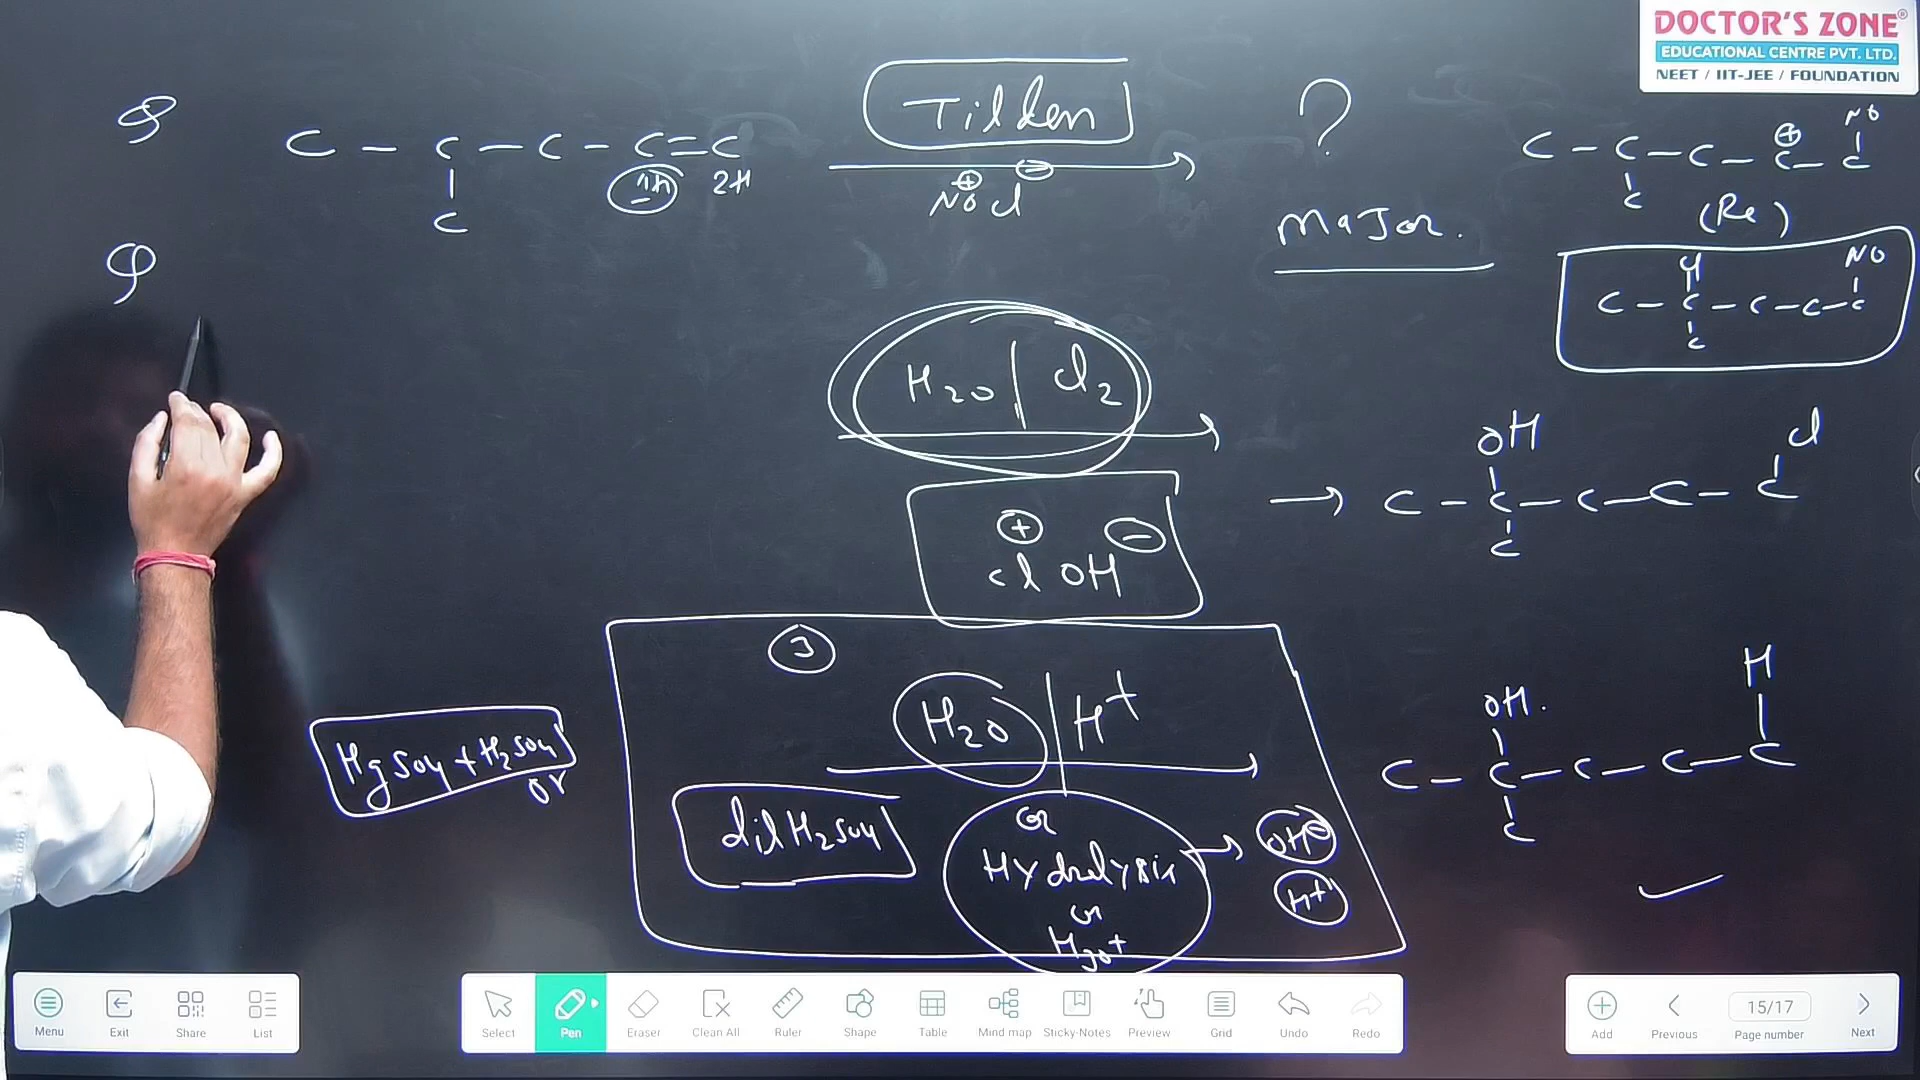 DOCTOR'S ZONE®
EDUCATIONAL CENTRE PVT. LTD.
NEET / IIT-JEE / FOUNDATION
Q C - C - C - C = C
1H 2H
C
Tilden
⊕ ⊖
NOCl
?
Major.
NO
C - C - C - C⊕ - C
C
(Re)
Cl NO
C - C - C - C - C
C
Q
H2O | Cl2
⊕ ⊖
Cl OH
OH Cl
→ C - C - C - C - C
C
3
H2O | H+
HgSO4 + H2SO4
or
dil H2SO4
or
Hydrolysis
or
H3O+
→ OH⊖
H+
OH. H
C - C - C - C - C
C
Menu
Exit
Share
List
Select
Pen
Eraser
Clean All
Ruler
Shape
Table
Mind map
Sticky-Notes
Preview
Grid
Undo
Redo
Add
Previous
15/17
Page number
Next